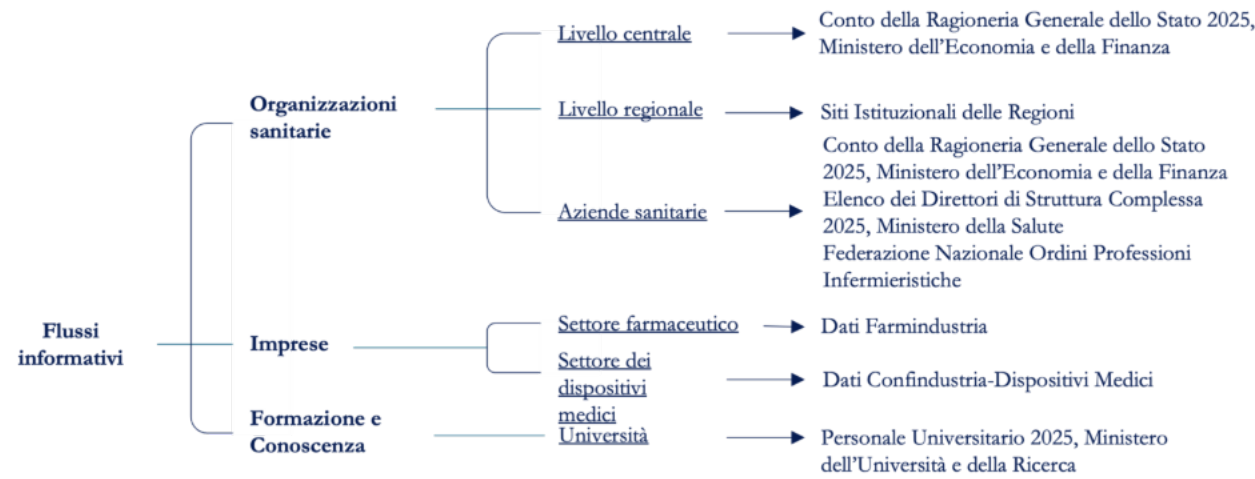 Flussi
informativi
Organizzazioni
sanitarie
Livello centrale
Conto della Ragioneria Generale dello Stato 2025,
Ministero dell'Economia e della Finanza
Livello regionale
Siti Istituzionali delle Regioni
Aziende sanitarie
Conto della Ragioneria Generale dello Stato
2025, Ministero dell'Economia e della Finanza
Elenco dei Direttori di Struttura Complessa
2025, Ministero della Salute
Federazione Nazionale Ordini Professioni
Infermieristiche
Imprese
Settore farmaceutico
Dati Farmindustria
Settore dei
dispositivi
medici
Dati Confindustria-Dispositivi Medici
Formazione e
Conoscenza
Università
Personale Universitario 2025, Ministero
dell'Università e della Ricerca